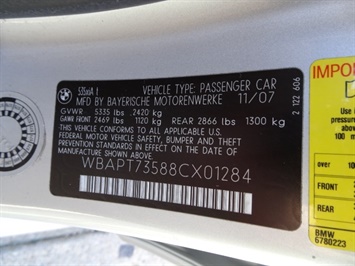 535xiA I
VEHICLE TYPE: PASSENGER CAR
MFD. BY BAYERISCHE MOTORENWERKE 11/07
GVWR 5335 lbs. 2420 kg
GAWR FRONT 2469 lbs 1120 kg REAR 2866 lbs. 1300 kg
THIS VEHICLE CONFORMS TO ALL APPLICABLE
FEDERAL MOTOR VEHICLE SAFETY, BUMPER AND THEFT
PREVENTION STANDARDS IN EFFECT ON THE DATE OF
MANUFACTURE SHOWN ABOVE.
WBAPT73588CX01284
2 122 606
IMPO
pressure
100
over
FRONT
REAR
BMW
6780223